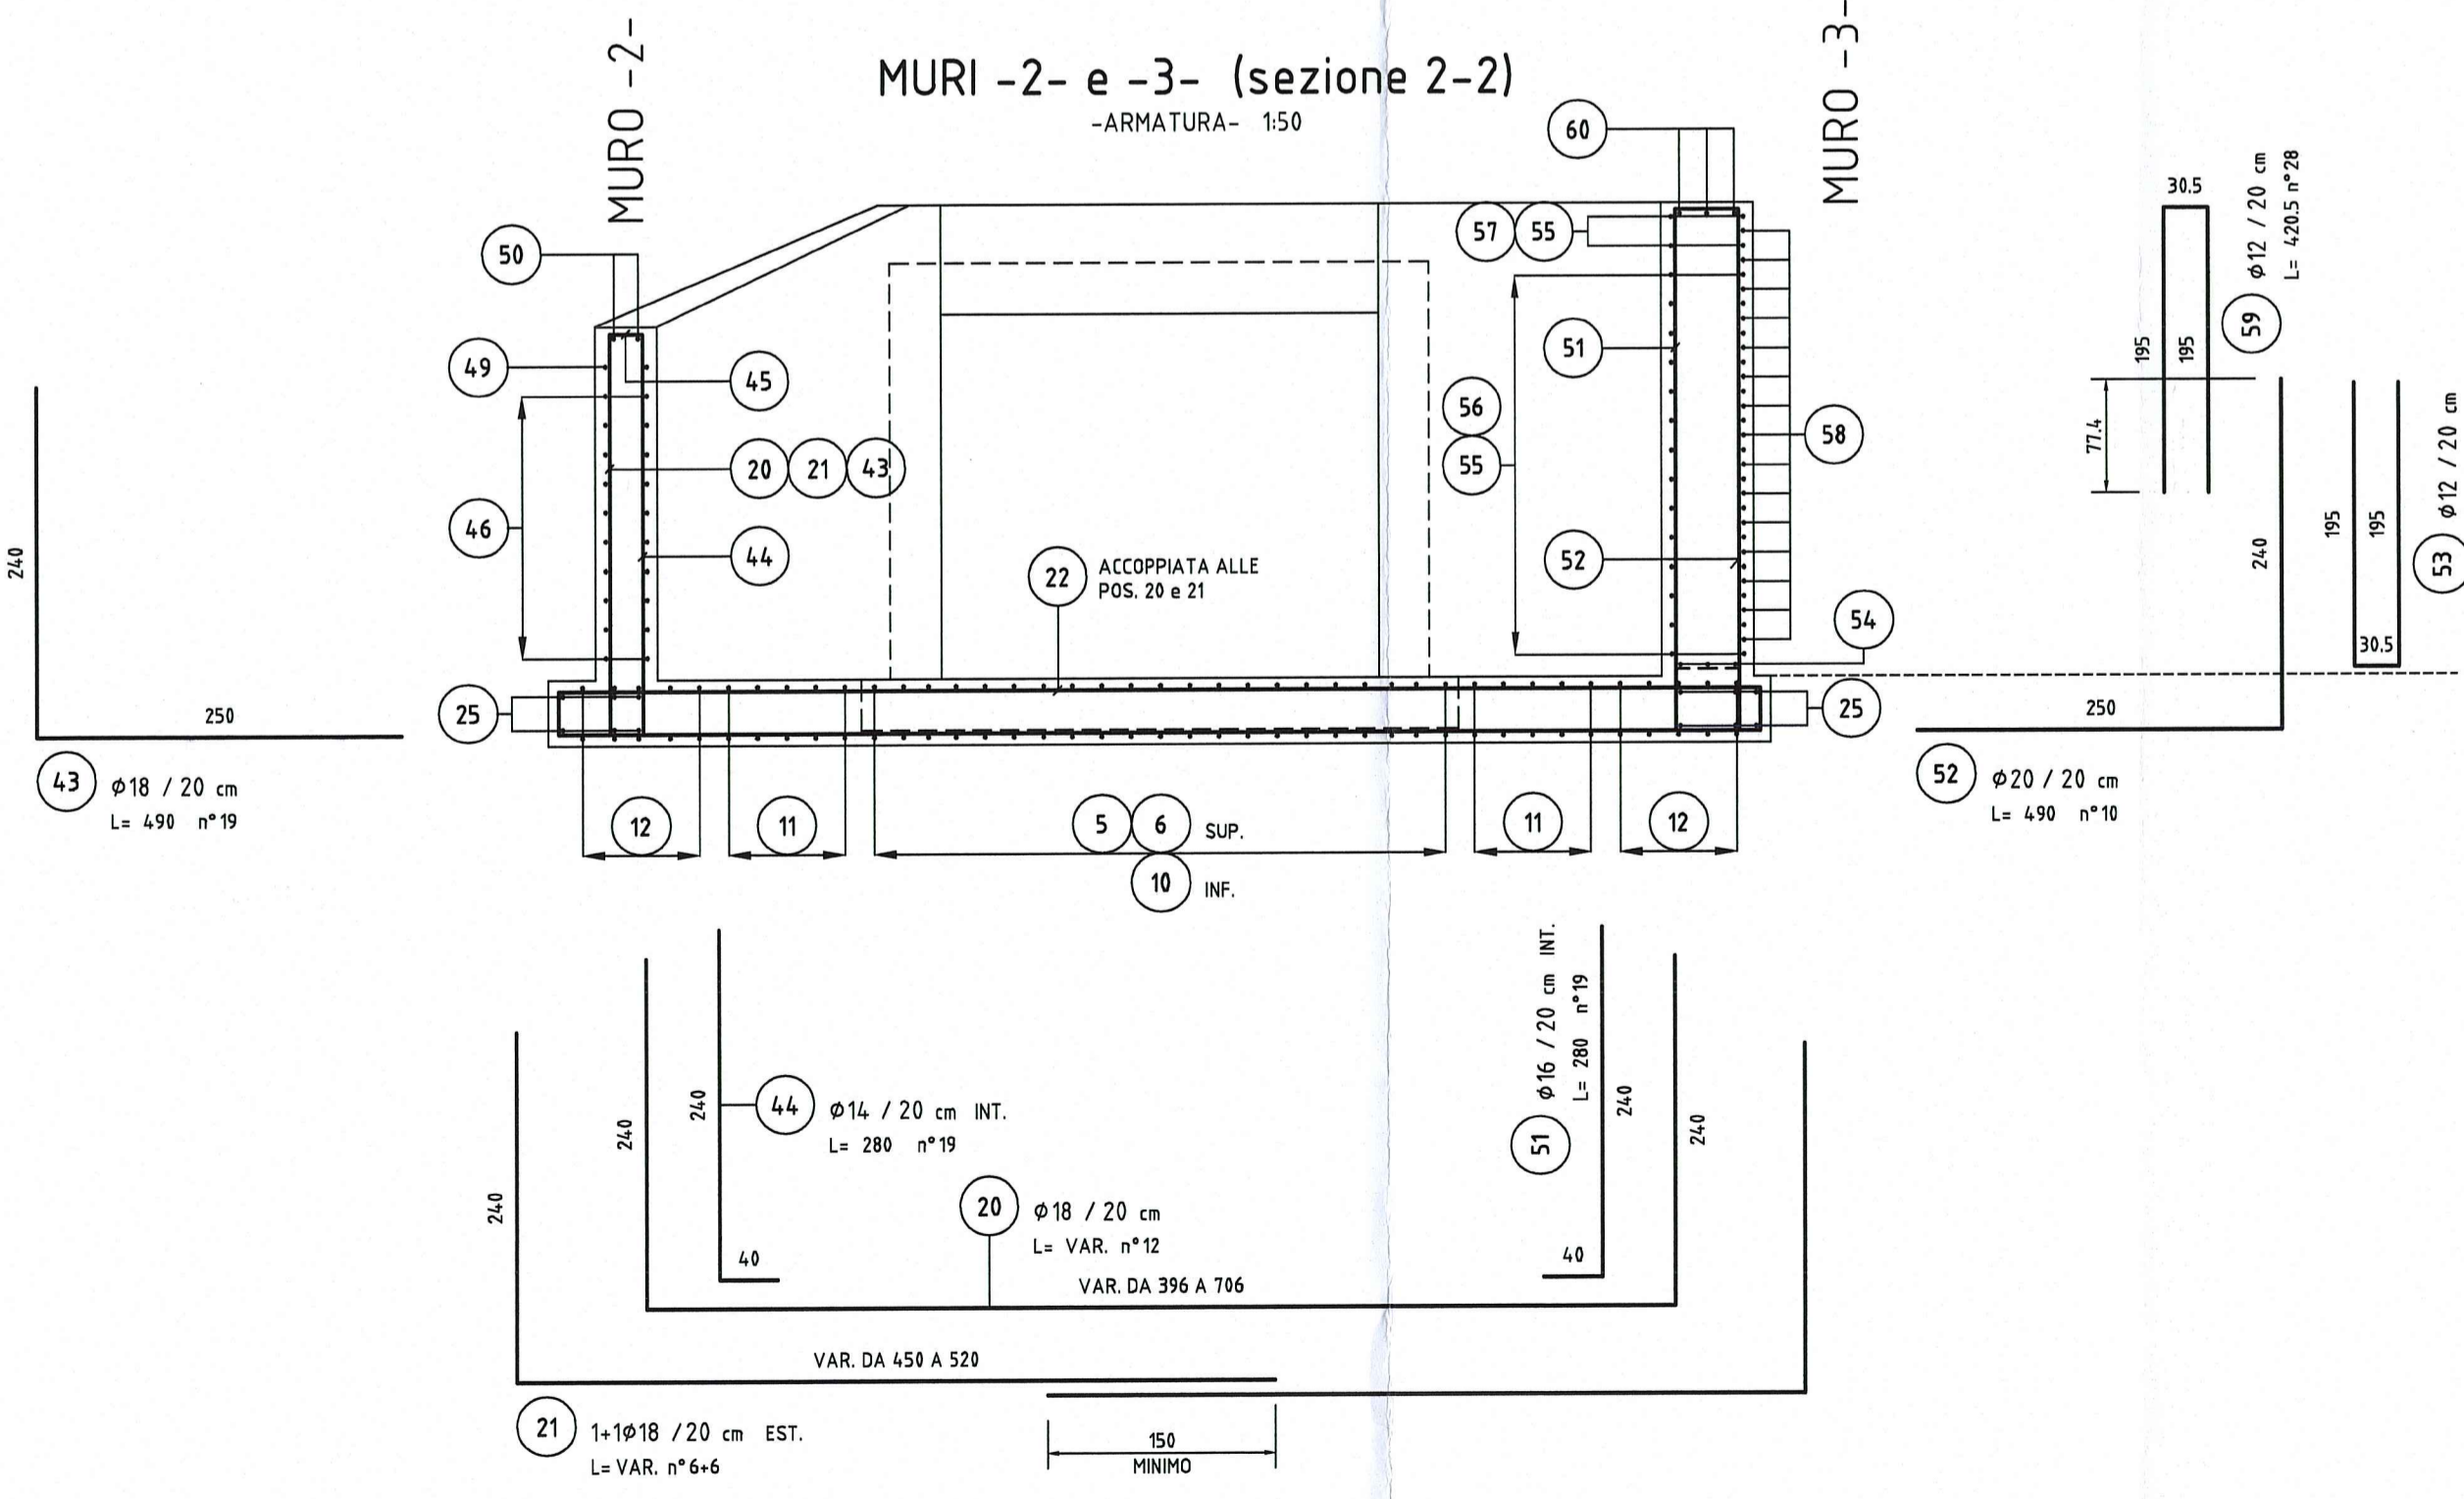 MURI -2- e -3- (sezione 2-2)
-ARMATURA- 1:50
MURO -2-
MURO -3-
60
50
57 55
49
45
51
56
55
58
20 21 43
46
44
22 ACCOPPIATA ALLE
POS. 20 e 21
52
54
25
25
12
11
5 6 SUP.
10 INF.
11
12
240
250
43 φ18 / 20 cm
L= 490 n°19
30.5
195
195
77.4
59 φ12 / 20 cm
L= 420.5 n°28
240
250
52 φ20 / 20 cm
L= 490 n°10
195
195
30.5
53 φ12 / 20 cm
240
40
44 φ14 / 20 cm INT.
L= 280 n°19
51 φ16 / 20 cm INT.
L= 280 n°19
240
40
240
240
20 φ18 / 20 cm
L= VAR. n°12
VAR. DA 396 A 706
240
VAR. DA 450 A 520
21 1+1φ18 /20 cm EST.
L= VAR. n°6+6
150
MINIMO